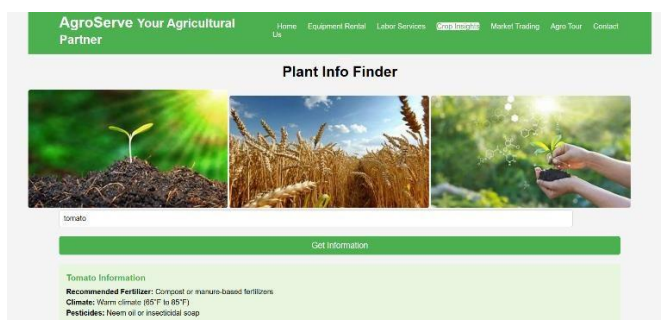 AgroServe Your Agricultural
Partner
Home Equipment Rental Labor Services Crop Insights Market Trading Agro Tour Contact
Us
Plant Info Finder
tomato
Get Information
Tomato Information
Recommended Fertilizer: Compost or manure-based fertilizers
Climate: Warm climate (65°F to 85°F)
Pesticides: Neem oil or insecticidal soap